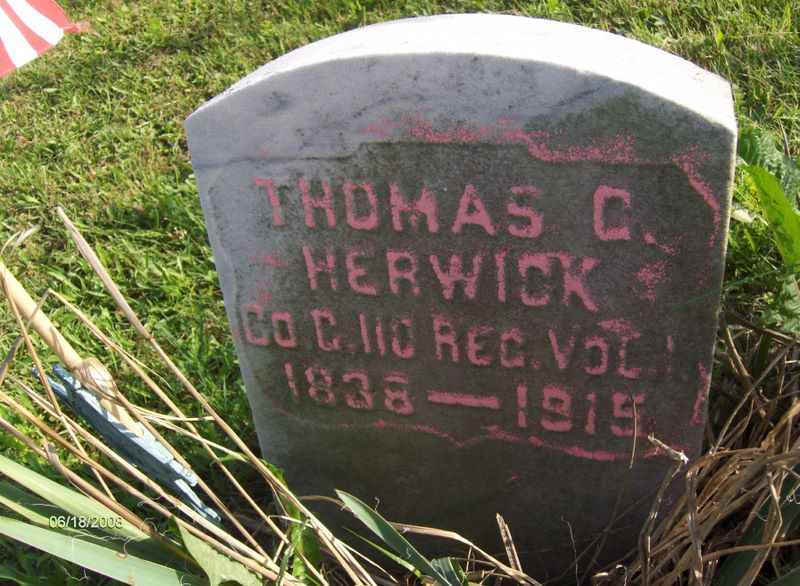 THOMAS C.
HERWICK
CO C. 110 REG. VOL. I.
1838 — 1915
06/18/2008